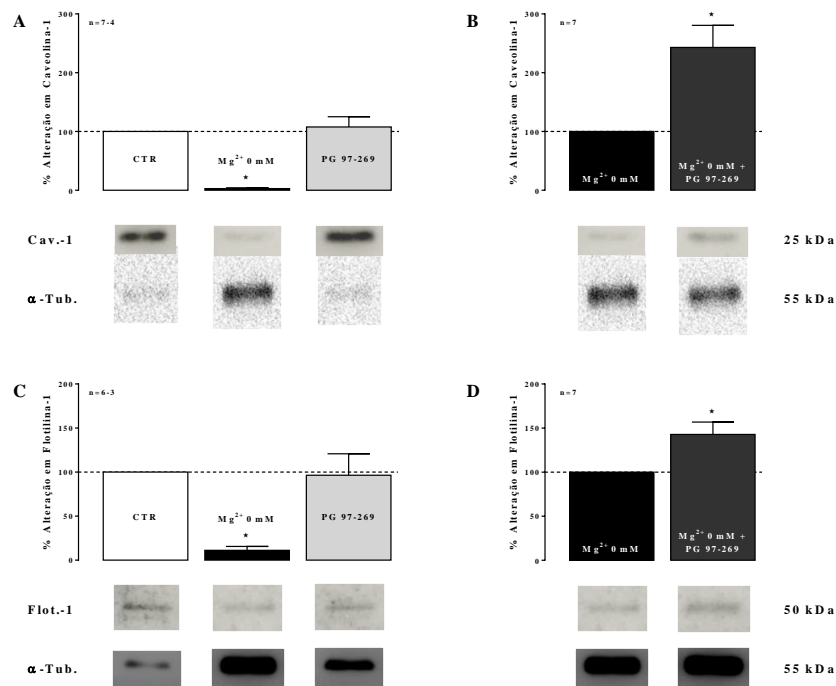 A
% Alteração em Caveolina-1
300
200
100
0
n=7-4
CTR
Mg²⁺ 0 mM
★
PG 97-269
B
% Alteração em Caveolina-1
300
200
100
0
n=7
★
Mg²⁺ 0 mM
Mg²⁺ 0 mM +
PG 97-269
Cav.-1
25 kDa
α-Tub.
55 kDa
C
% Alteração em Flotilina-1
200
150
100
50
0
n=6-3
CTR
Mg²⁺ 0 mM
★
PG 97-269
D
% Alteração em Flotilina-1
200
150
100
50
0
n=7
★
Mg²⁺ 0 mM
Mg²⁺ 0 mM +
PG 97-269
Flot.-1
50 kDa
α-Tub.
55 kDa